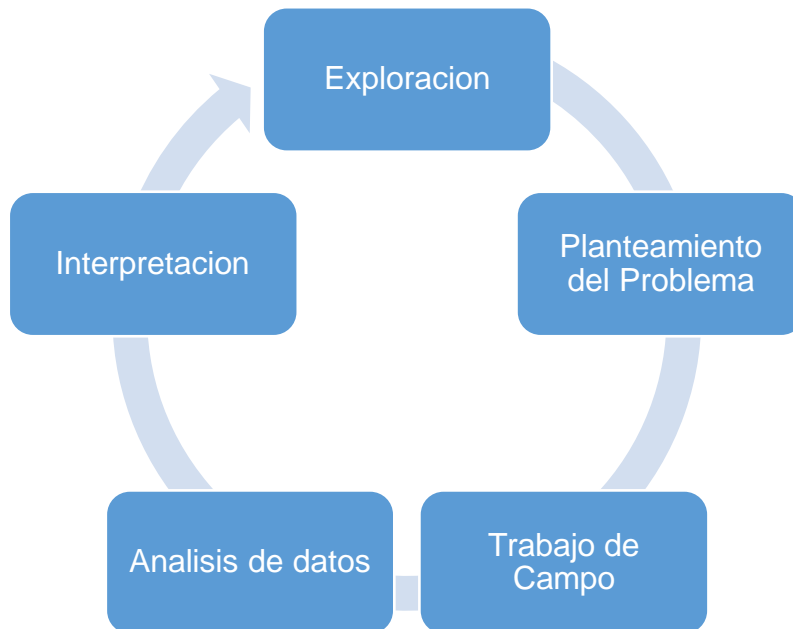 Exploracion
Planteamiento
del Problema
Trabajo de
Campo
Analisis de datos
Interpretacion